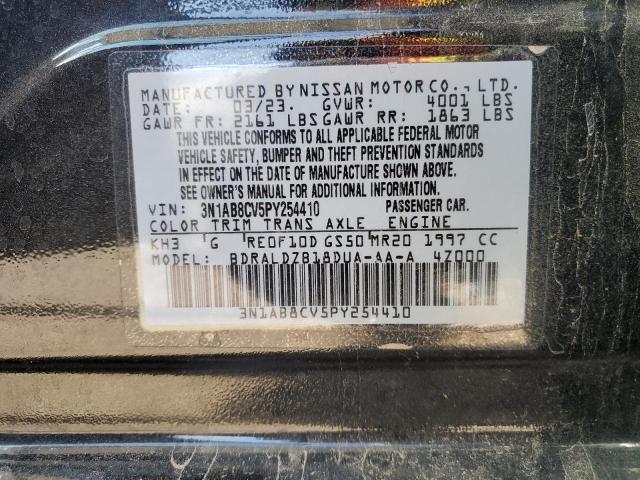 MANUFACTURED BY NISSAN MOTOR CO., LTD.
DATE: 03/23. GVWR: 4001 LBS
GAWR FR: 2161 LBS GAWR RR: 1863 LBS
THIS VEHICLE CONFORMS TO ALL APPLICABLE FEDERAL MOTOR
VEHICLE SAFETY, BUMPER AND THEFT PREVENTION STANDARDS
IN EFFECT ON THE DATE OF MANUFACTURE SHOWN ABOVE.
SEE OWNER'S MANUAL FOR ADDITIONAL INFORMATION.
VIN: 3N1AB8CV5PY254410 PASSENGER CAR.
COLOR TRIM TRANS AXLE ENGINE
KH3 G RE0F10D GS50 MR20 1997 CC
MODEL: BDRALDZB18DUA-AA-A 4Z000
3N1AB8CV5PY254410